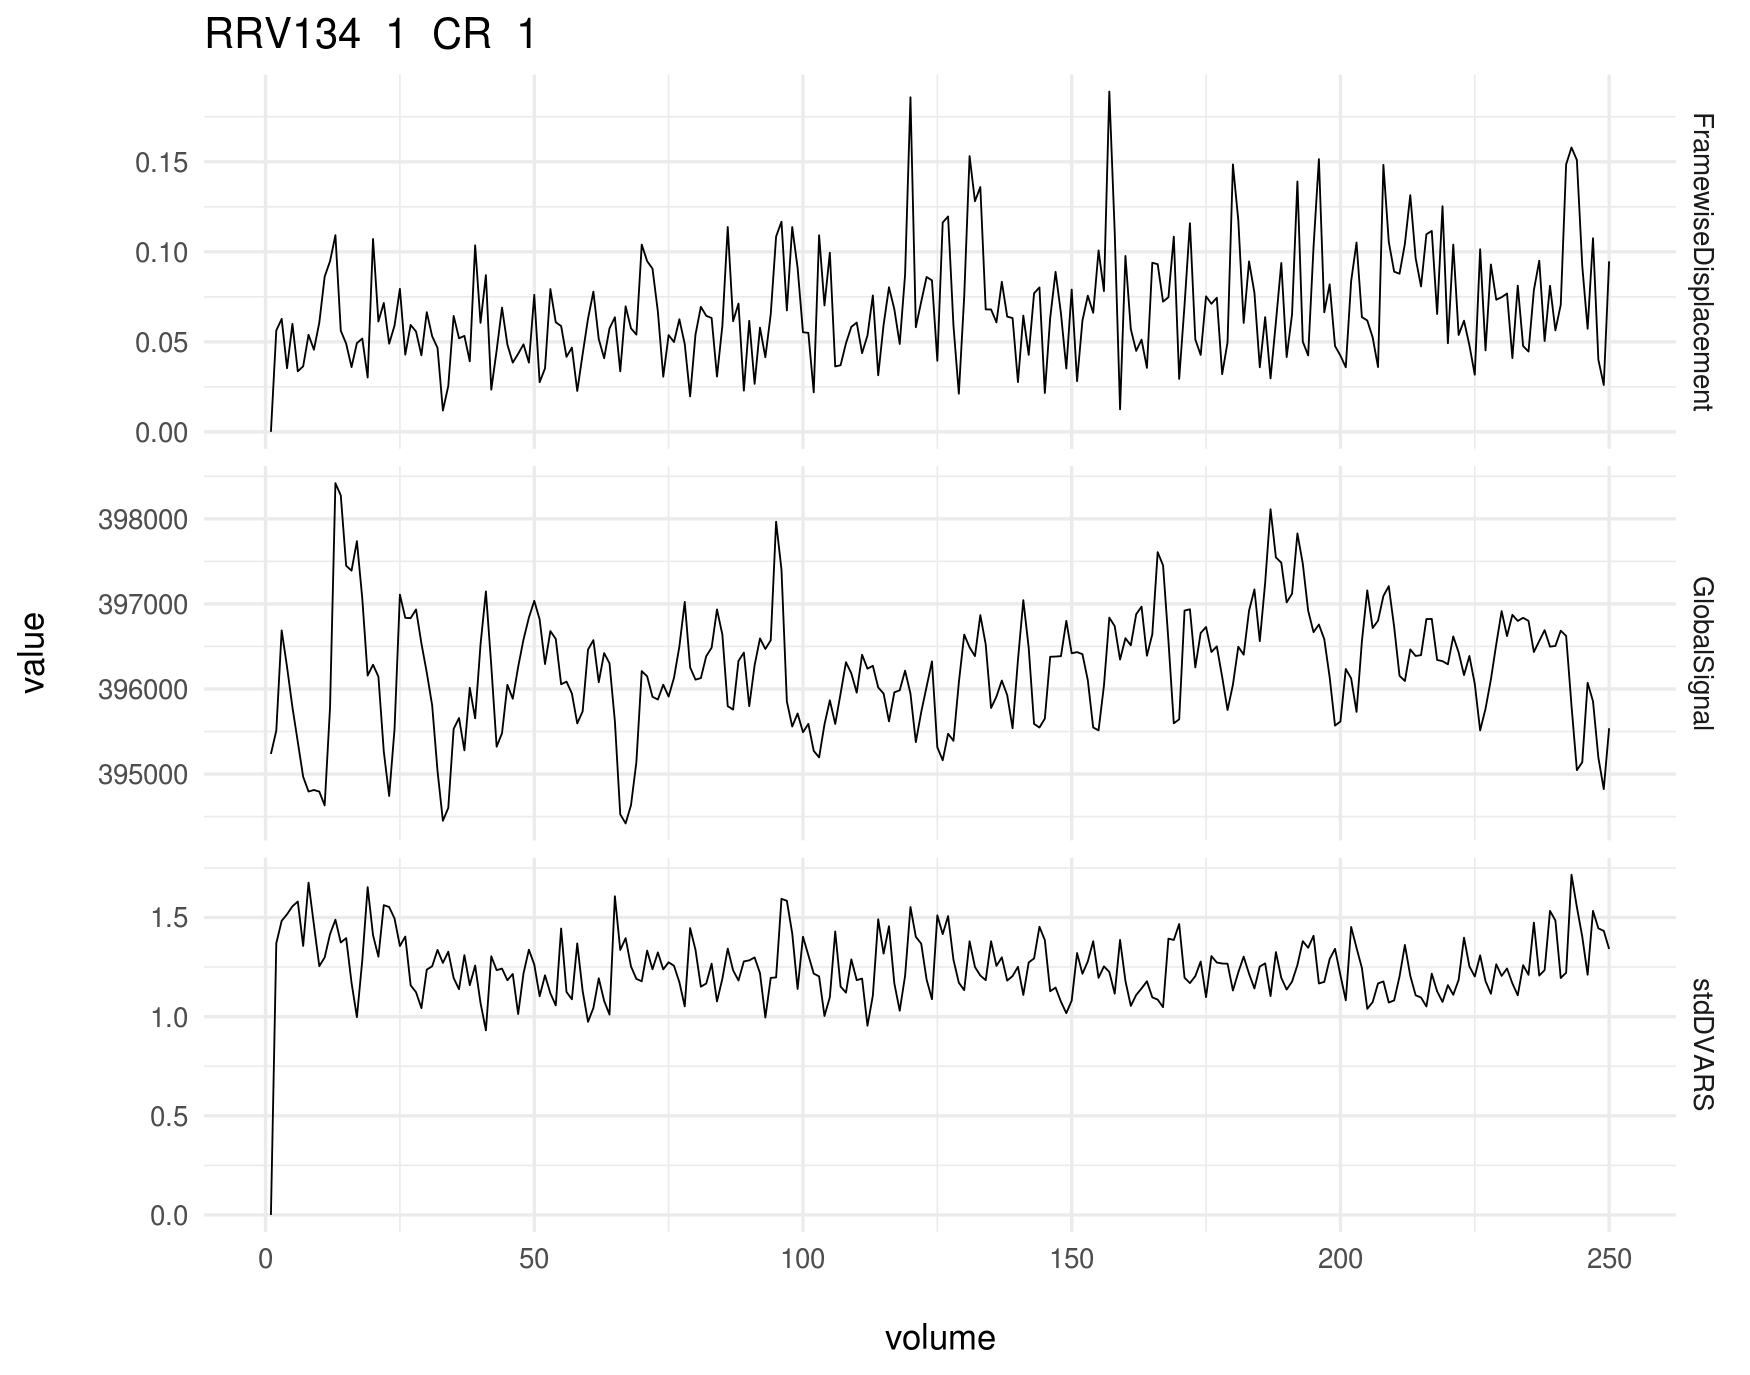 RRV134 1 CR 1
0.15
0.10
0.05
0.00
FramewiseDisplacement
398000
397000
396000
395000
GlobalSignal
value
1.5
1.0
0.5
0.0
stdDVARS
0 50 100 150 200 250
volume